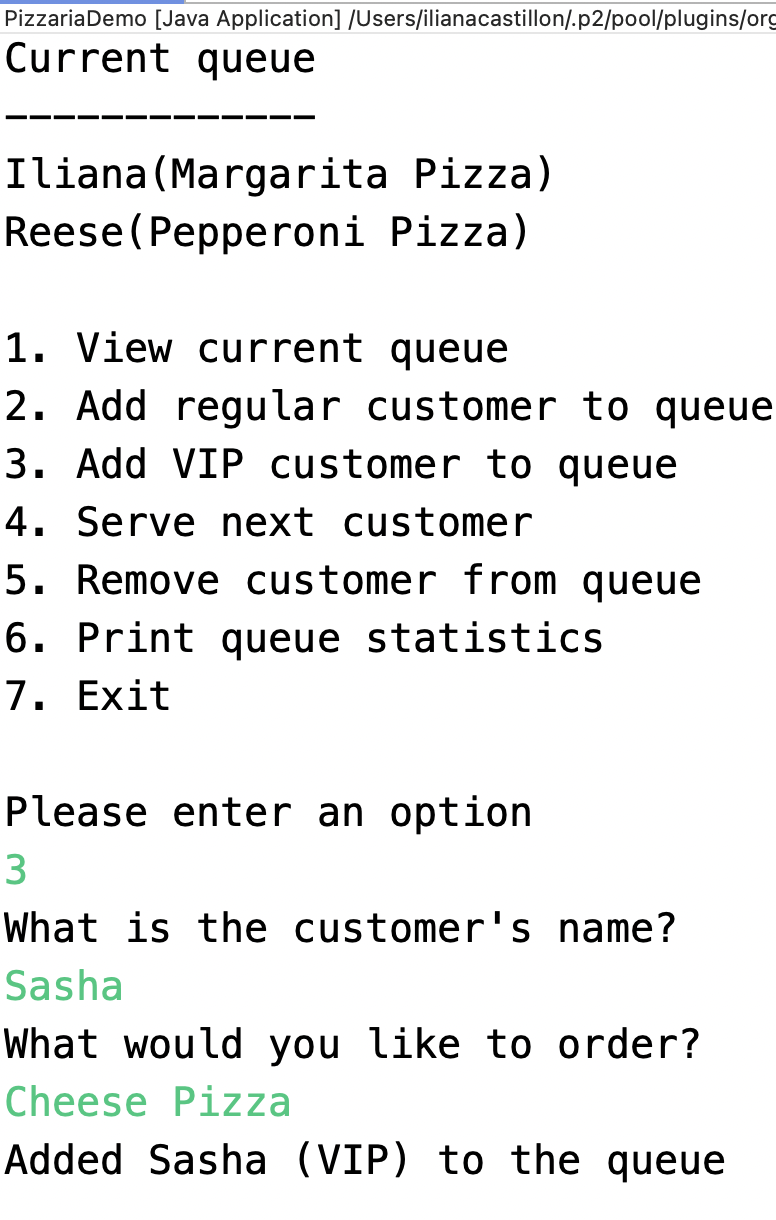 PizzariaDemo [Java Application] /Users/ilianacastillon/.p2/pool/plugins/org
Current queue
-------------
Iliana(Margarita Pizza)
Reese(Pepperoni Pizza)
1. View current queue
2. Add regular customer to queue
3. Add VIP customer to queue
4. Serve next customer
5. Remove customer from queue
6. Print queue statistics
7. Exit
Please enter an option
3
What is the customer's name?
Sasha
What would you like to order?
Cheese Pizza
Added Sasha (VIP) to the queue